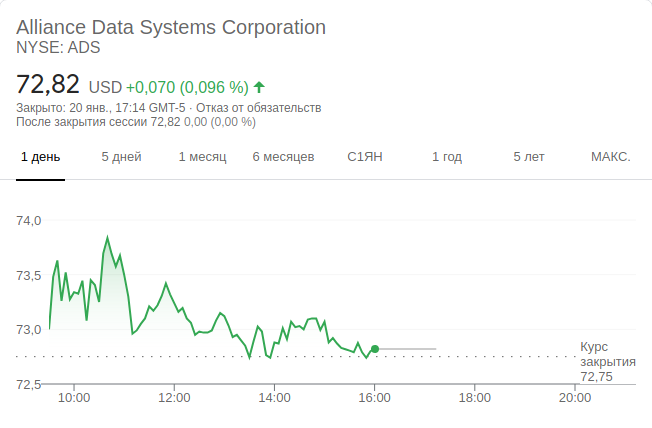 Alliance Data Systems Corporation
NYSE: ADS
72,82 USD +0,070 (0,096 %)
Закрыто: 20 янв., 17:14 GMT-5 · Отказ от обязательств
После закрытия сессии 72,82 0,00 (0,00 %)
1 день 5 дней 1 месяц 6 месяцев С1ЯН 1 год 5 лет МАКС.
74,0
73,5
73,0
Курс
закрытия
72,75
72,5
10:00 12:00 14:00 16:00 18:00 20:00